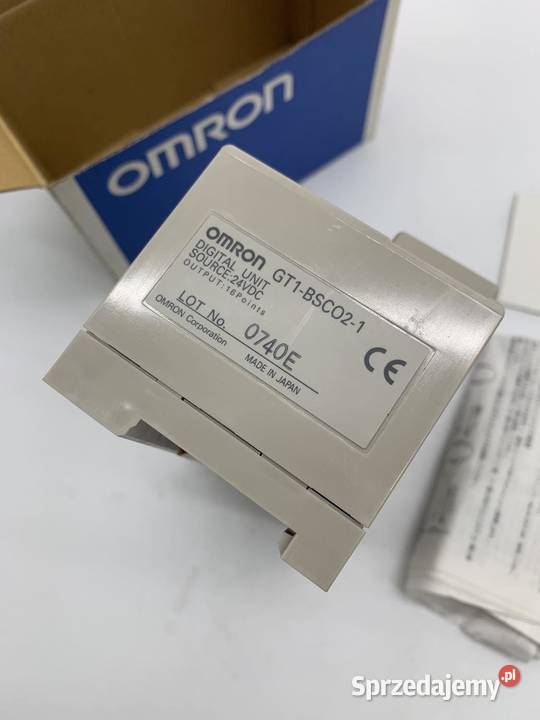 OMRON
OMRON GT1-BSC02-1
DIGITAL UNIT
SOURCE:24VDC
OUTPUT:16Points
LOT No. 0740E
OMRON Corporation MADE IN JAPAN
CE
Sprzedajemy.pl